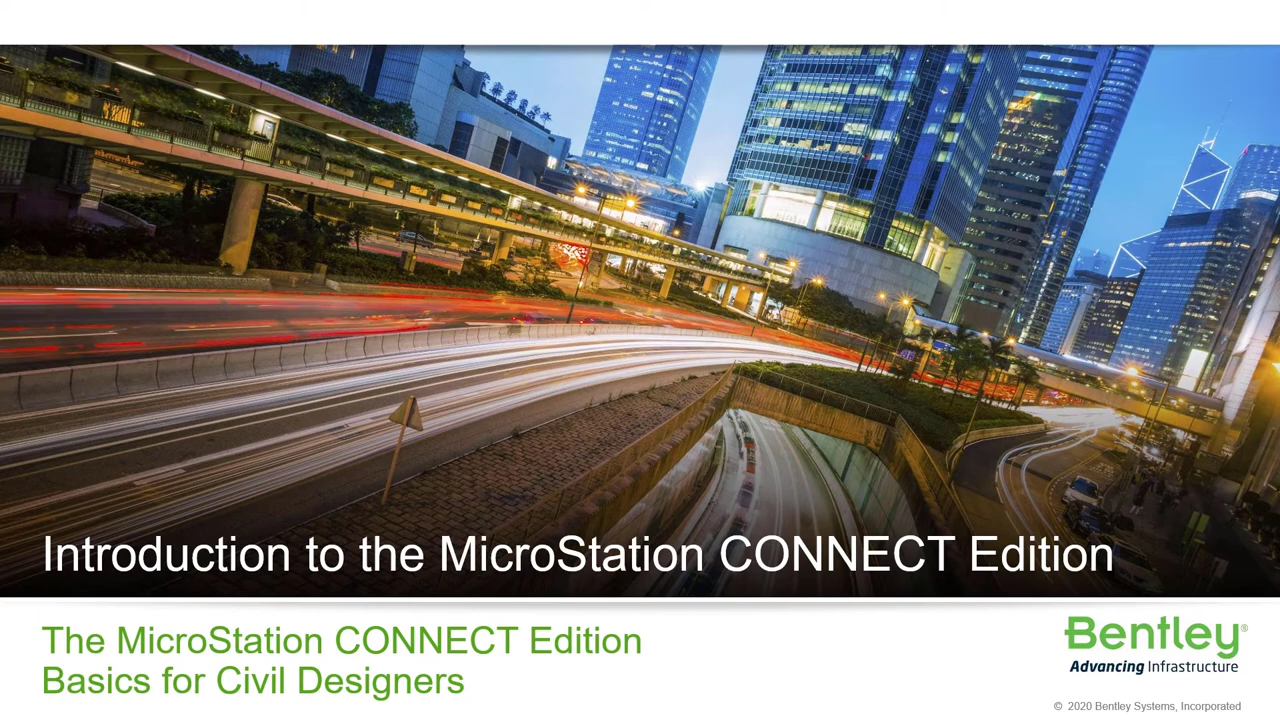 Introduction to the MicroStation CONNECT Edition
The MicroStation CONNECT Edition
Basics for Civil Designers
Bentley®
Advancing Infrastructure
© 2020 Bentley Systems, Incorporated